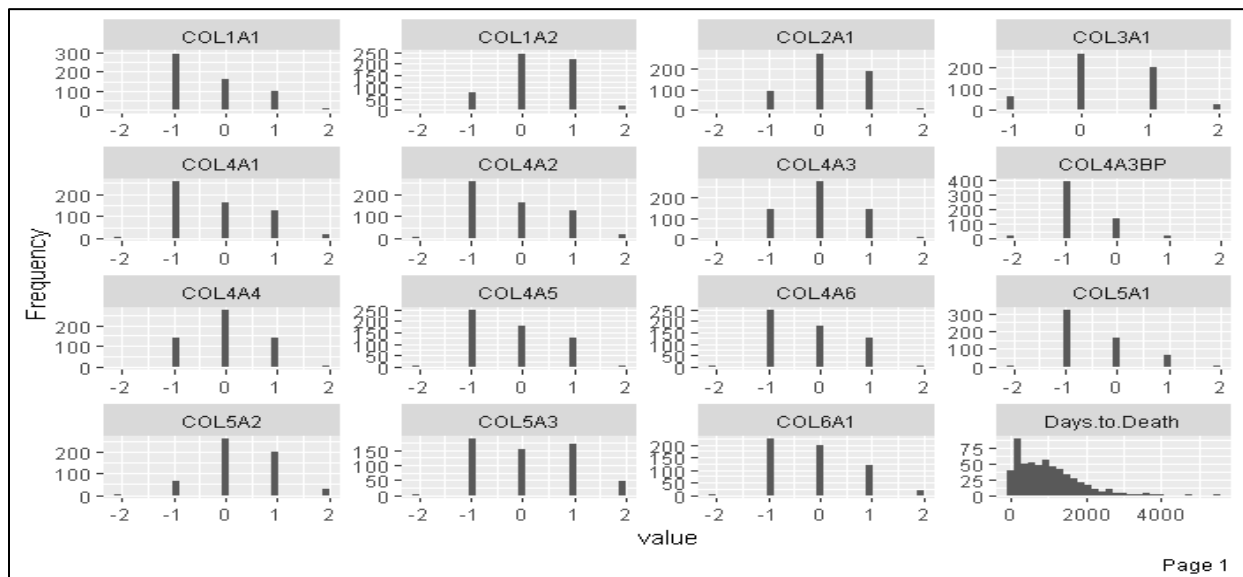 COL1A1 COL1A2 COL2A1 COL3A1
300 200 100 0
250 200 150 100 50 0
200 100 0
200 100 0
-2 -1 0 1 2
-2 -1 0 1 2
-2 -1 0 1 2
-1 0 1 2
COL4A1 COL4A2 COL4A3 COL4A3BP
200 100 0
200 100 0
200 100 0
400 300 200 100 0
-2 -1 0 1 2
-2 -1 0 1 2
-2 -1 0 1 2
-2 -1 0 1 2
COL4A4 COL4A5 COL4A6 COL5A1
200 100 0
250 200 150 100 50 0
250 200 150 100 50 0
300 200 100 0
-2 -1 0 1 2
-2 -1 0 1 2
-2 -1 0 1 2
-2 -1 0 1 2
COL5A2 COL5A3 COL6A1 Days.to.Death
200 100 0
150 100 50 0
200 150 100 50 0
75 50 25 0
-2 -1 0 1 2
-2 -1 0 1 2
-2 -1 0 1 2
0 2000 4000
Frequency
value
Page 1